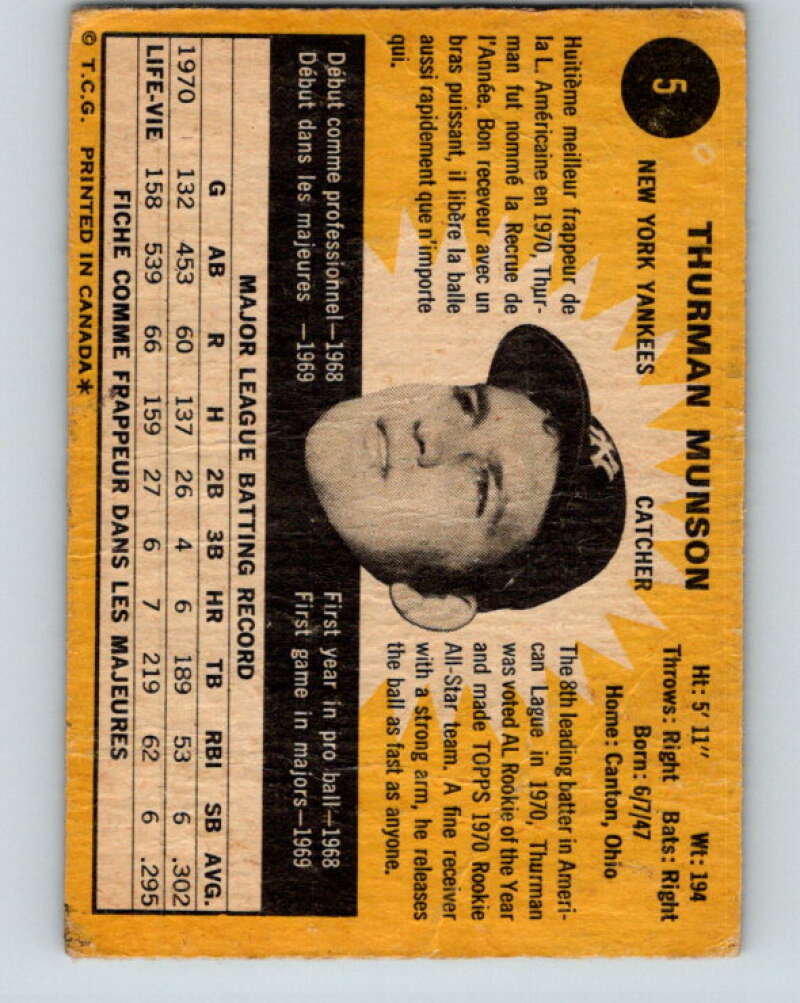 5
THURMAN MUNSON
NEW YORK YANKEES CATCHER
Ht: 5' 11" Wt: 194
Throws: Right Bats: Right
Born: 6/7/47
Home: Canton, Ohio
Huitième meilleur frappeur de
la L. Américaine en 1970, Thur-
man fut nommé la Recrue de
l'Année. Bon receveur avec un
bras puissant, il libère la balle
aussi rapidement que n'importe
qui.
The 8th leading batter in Ameri-
can Lague in 1970, Thurman
was voted AL Rookie of the Year
and made TOPPS 1970 Rookie
All-Star team. A fine receiver
with a strong arm, he releases
the ball as fast as anyone.
Début comme professionnel—1968
Début dans les majeures —1969
First year in pro ball—1968
First game in majors—1969
MAJOR LEAGUE BATTING RECORD
G AB R H 2B 3B HR TB RBI SB AVG.
1970 132 453 60 137 26 4 6 189 53 6 .302
LIFE-VIE 158 539 66 159 27 6 7 219 62 6 .295
FICHE COMME FRAPPEUR DANS LES MAJEURES
© T.C.G. PRINTED IN CANADA*